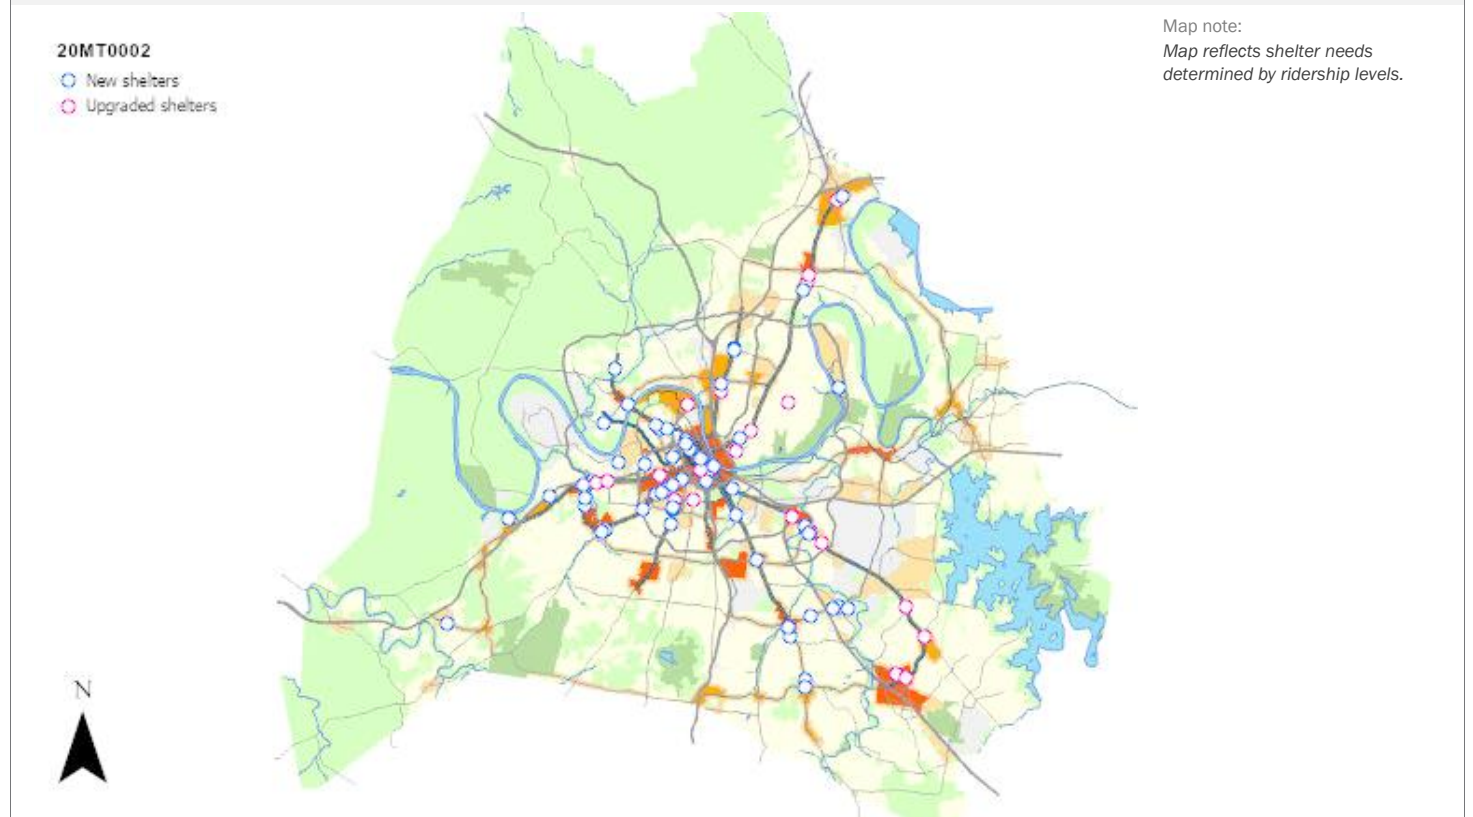 20MT0002
New shelters
Upgraded shelters
Map note:
Map reflects shelter needs
determined by ridership levels.
N